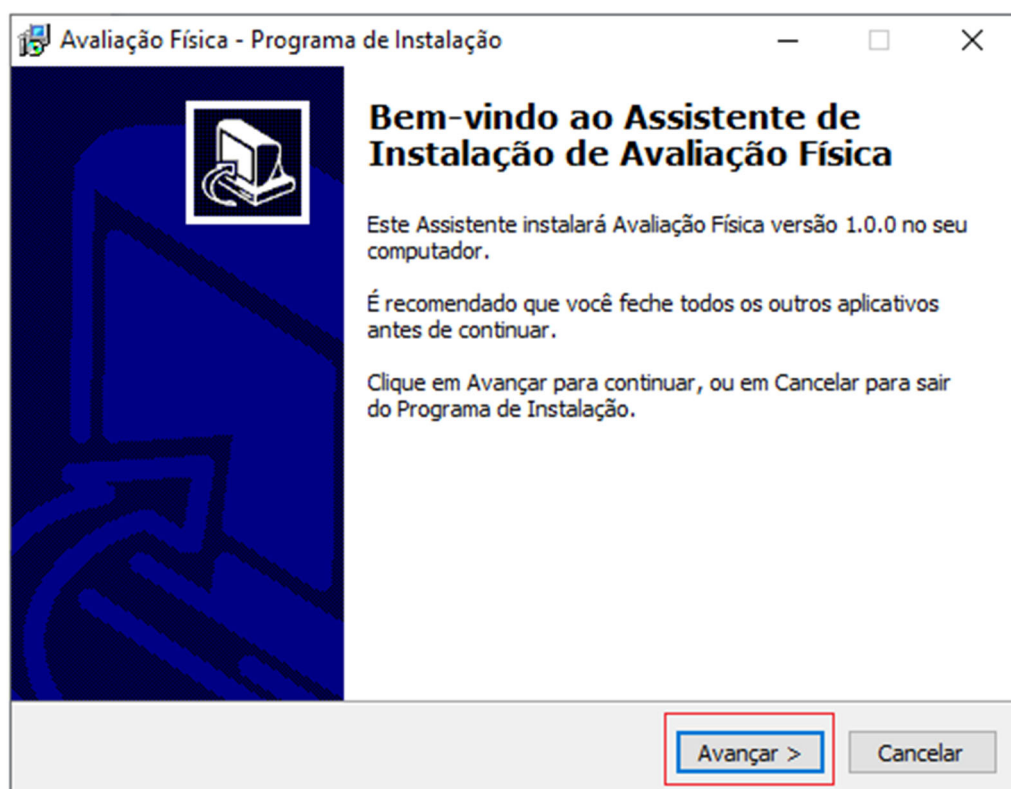 Avaliação Física - Programa de Instalação
Bem-vindo ao Assistente de
Instalação de Avaliação Física
Este Assistente instalará Avaliação Física versão 1.0.0 no seu
computador.
É recomendado que você feche todos os outros aplicativos
antes de continuar.
Clique em Avançar para continuar, ou em Cancelar para sair
do Programa de Instalação.
Avançar > Cancelar